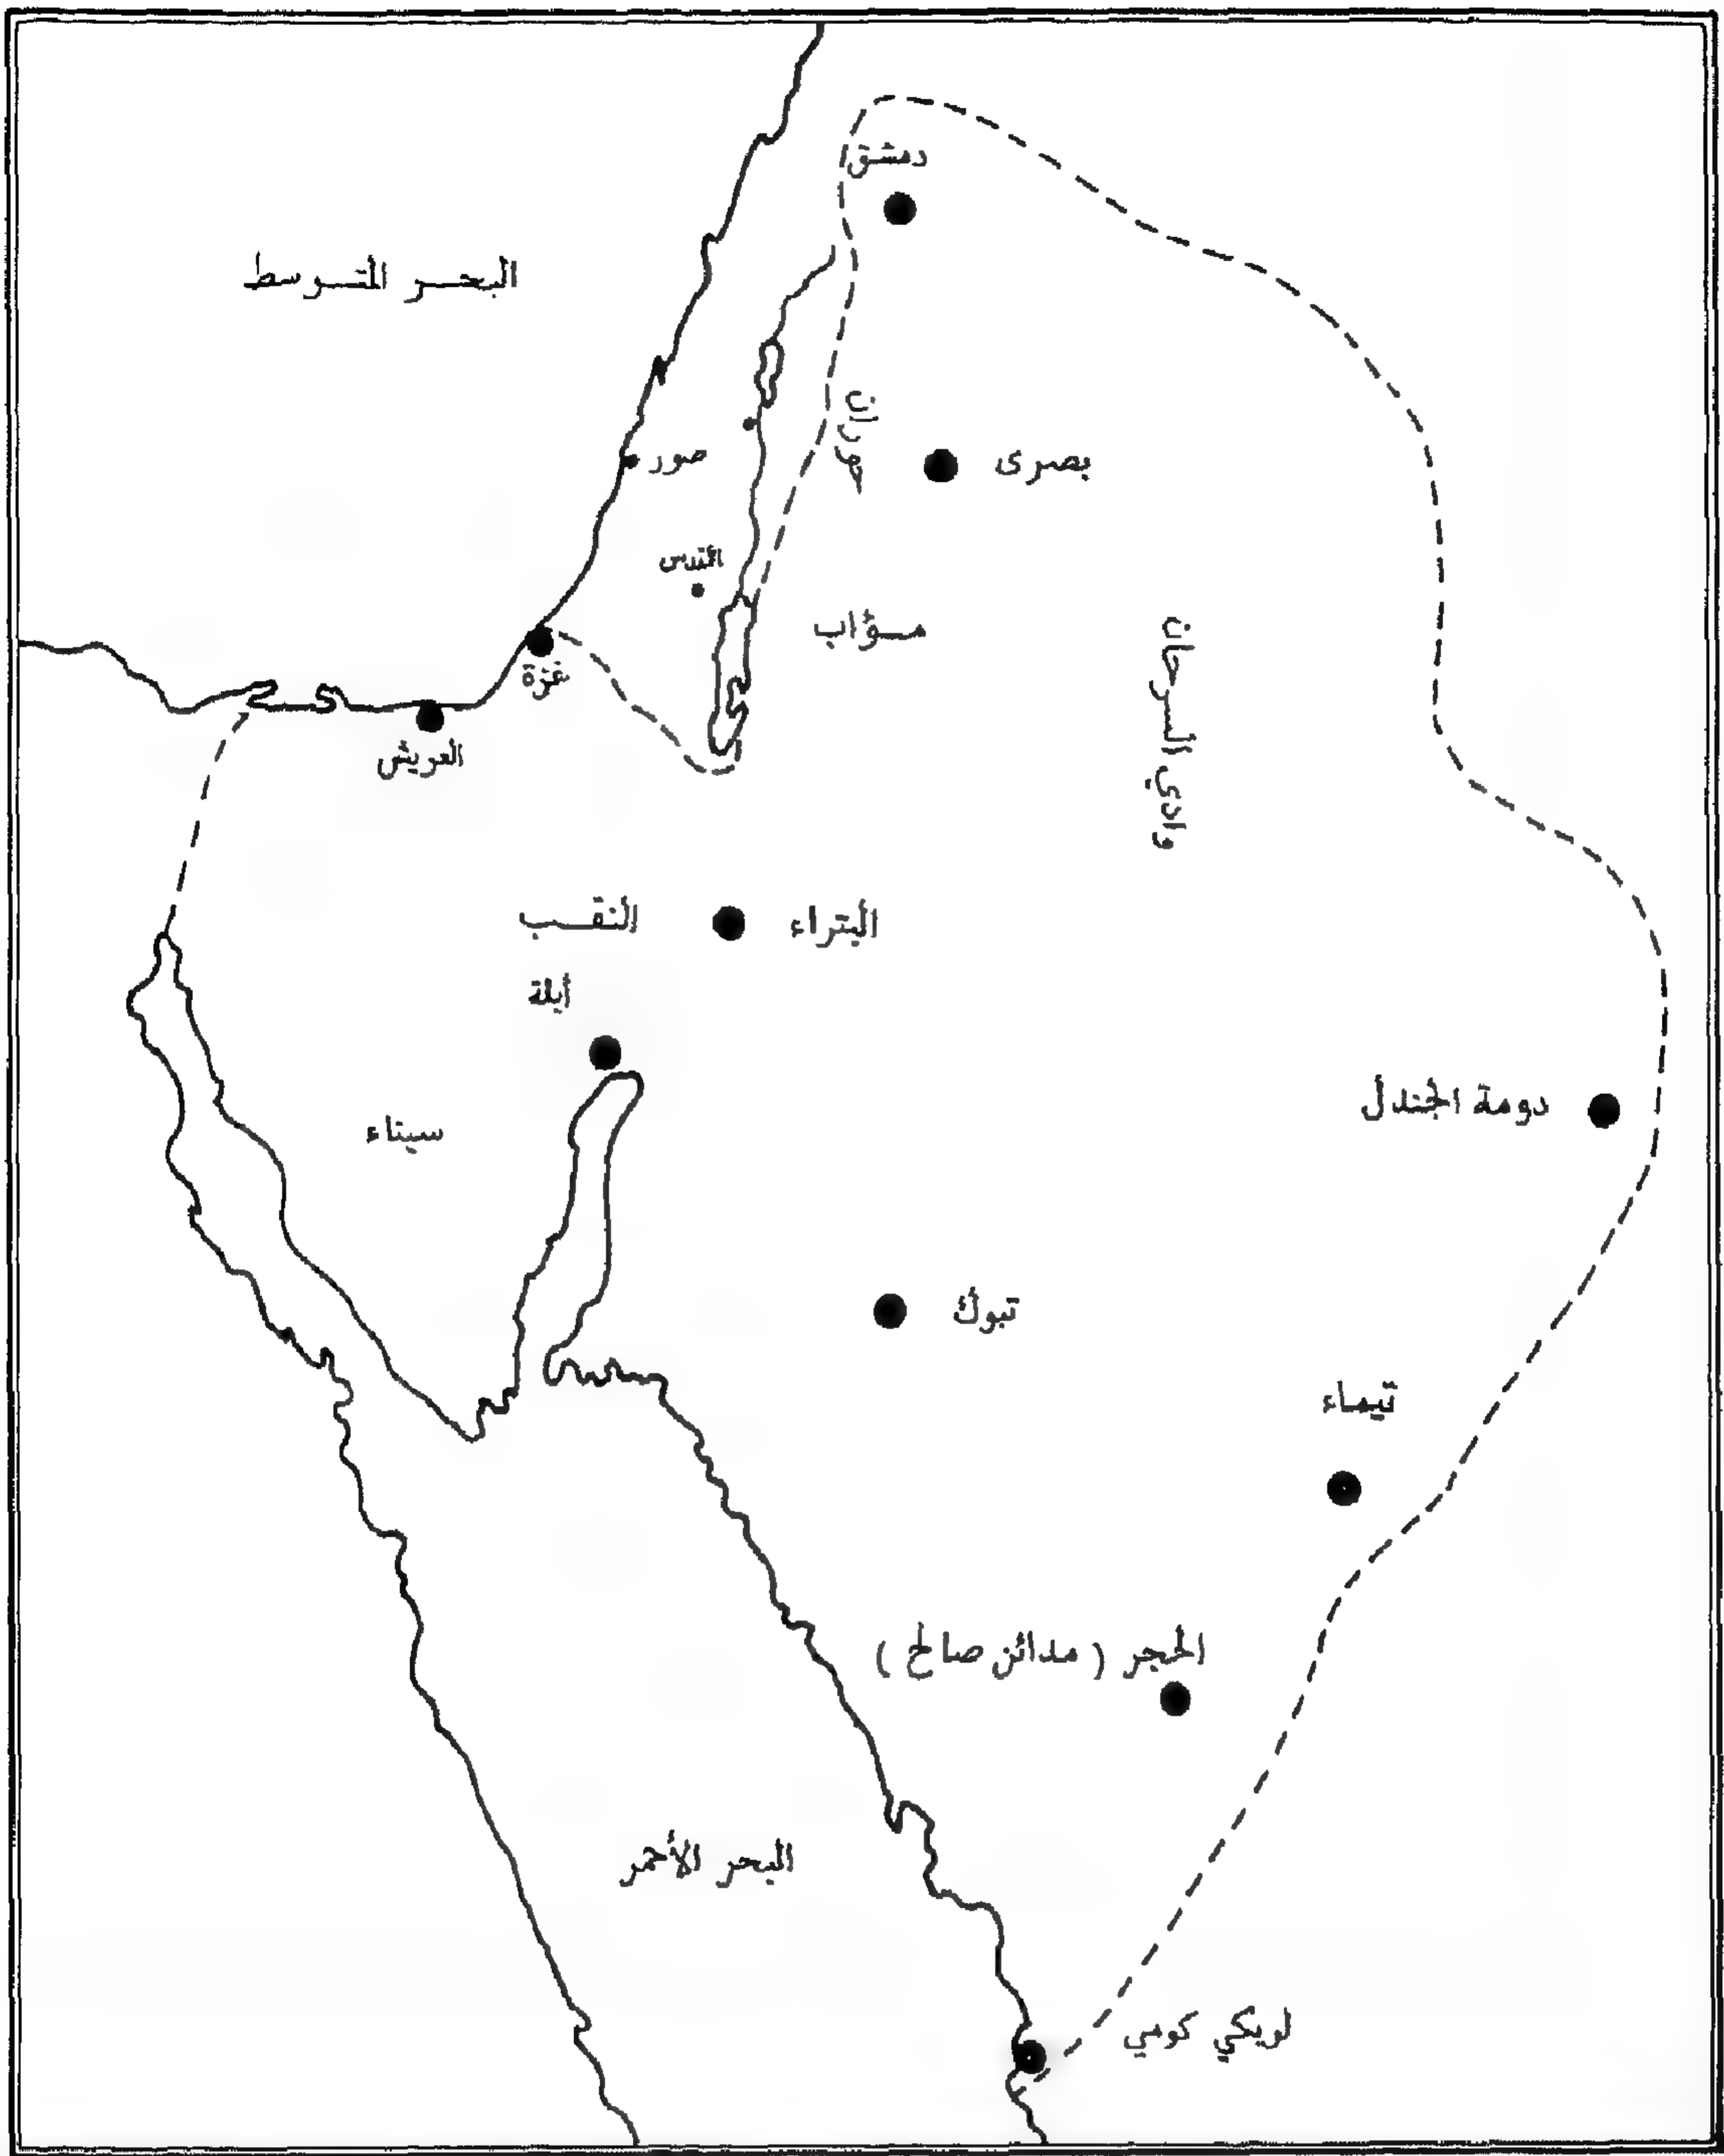 دمشق
البحر المتوسط
حوران
بصرى
صور
القدس
مؤاب
وادي السرحان
غزة
العريش
النقب
البتراء
أيلة
دومة الجندل
سيناء
تبوك
تيماء
الحجر ( مدائن صالح )
البحر الأحمر
لويكي كومي